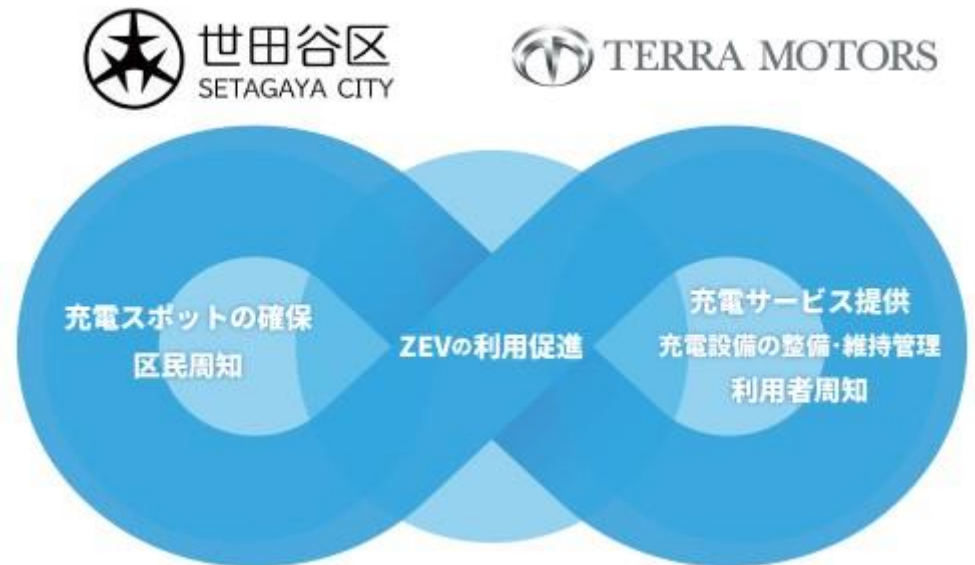 世田谷区
SETAGAYA CITY
TERRA MOTORS
充電スポットの確保
区民周知
ZEVの利用促進
充電サービス提供
充電設備の整備・維持管理
利用者周知